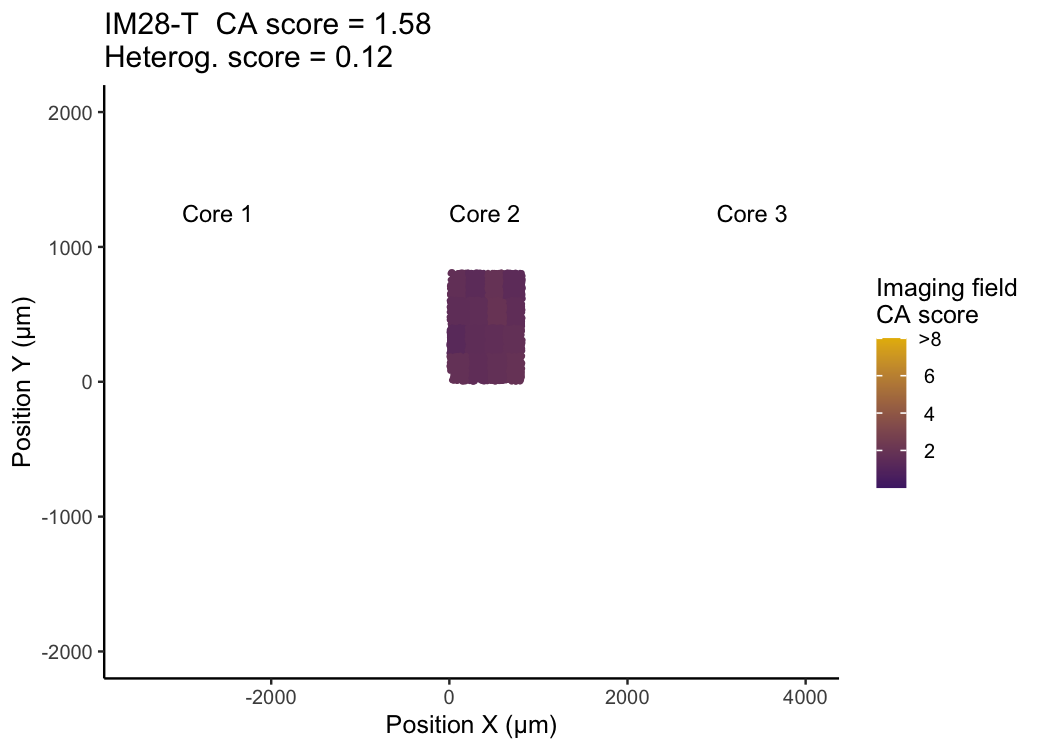 IM28-T  CA score = 1.58
Heterog. score = 0.12
2000
1000
0
-1000
-2000
Position Y (µm)
Core 1
Core 2
Core 3
-2000
0
2000
4000
Position X (µm)
Imaging field
CA score
>8
6
4
2